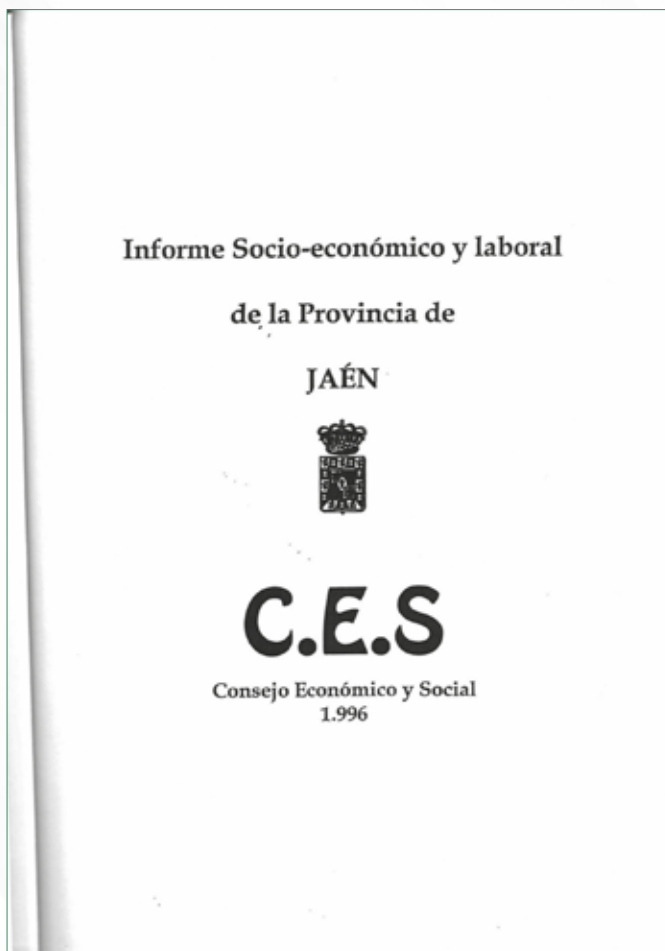 Informe Socio-económico y laboral
de la Provincia de
JAÉN
C.E.S
Consejo Económico y Social
1.996